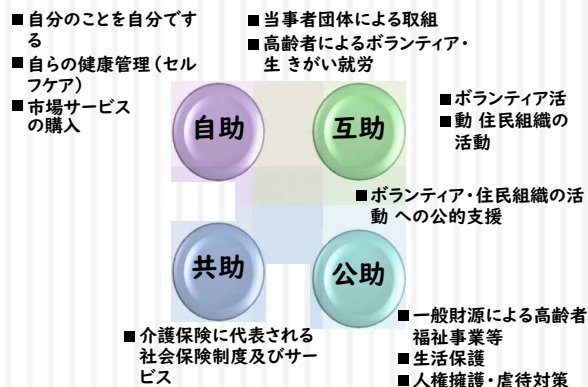 ■自分のことを自分です
る
■自らの健康管理(セル
フケア)
■市場サービス
の購入
■当事者団体による取組
■高齢者によるボランティア・
生 きがい就労
自助
互助
■ボランティア活
■動 住民組織の
活動
■ボランティア・住民組織の活
動 への公的支援
共助
公助
■介護保険に代表される
社会保険制度及びサー
ビス
■一般財源による高齢者
福祉事業等
■生活保護
■人権擁護・虐待対策